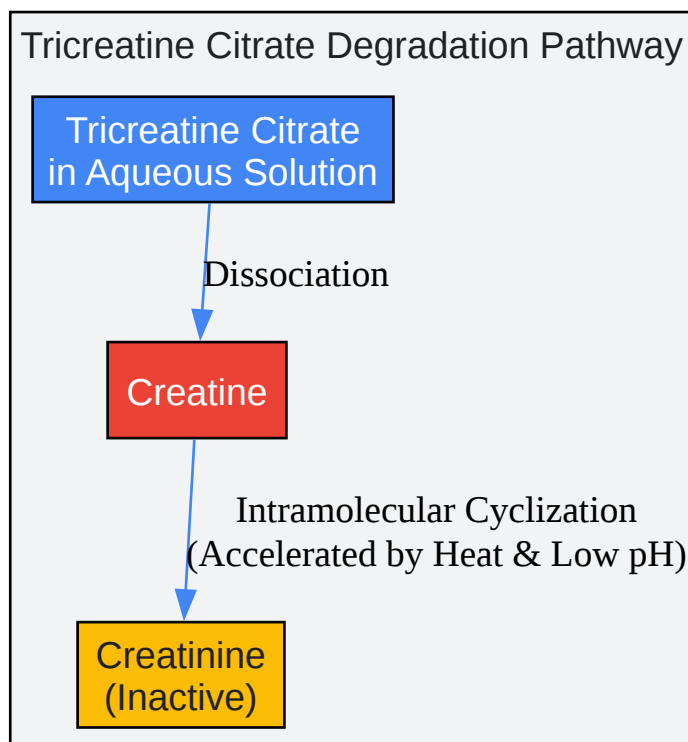 Tricreatine Citrate Degradation Pathway
Tricreatine Citrate
in Aqueous Solution
Dissociation
Creatine
Intramolecular Cyclization
(Accelerated by Heat & Low pH)
Creatinine
(Inactive)